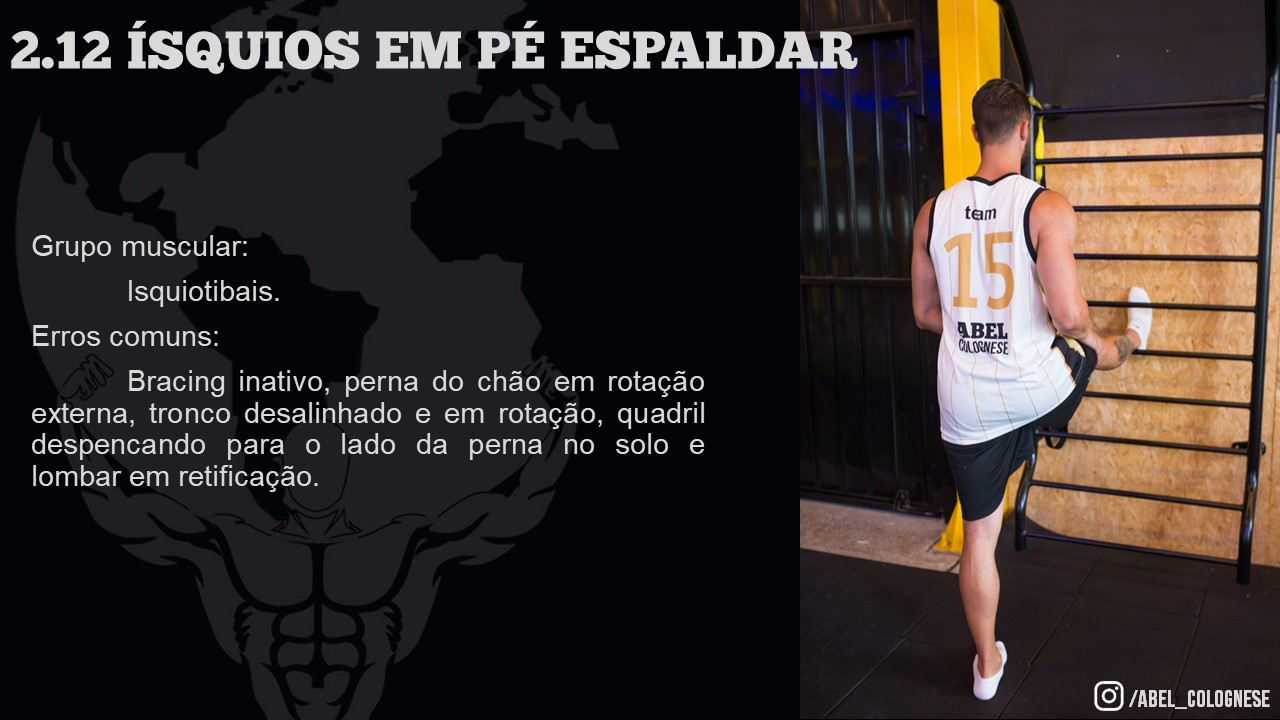 2.12 ÍSQUIOS EM PÉ ESPALDAR
Grupo muscular:
Isquiotibais.
Erros comuns:
Bracing inativo, perna do chão em rotação
externa, tronco desalinhado e em rotação, quadril
despencando para o lado da perna no solo e
lombar em retificação.
team
15
ABEL
COLOGNESE
/ABEL_COLOGNESE